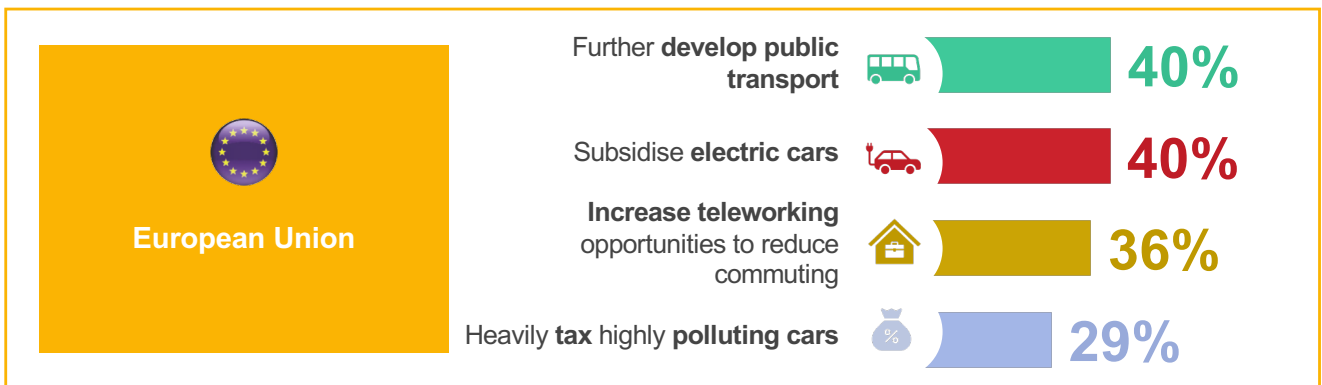 European Union
Further develop public
transport
40%
Subsidise electric cars
40%
Increase teleworking
opportunities to reduce
commuting
36%
Heavily tax highly polluting cars
%
29%